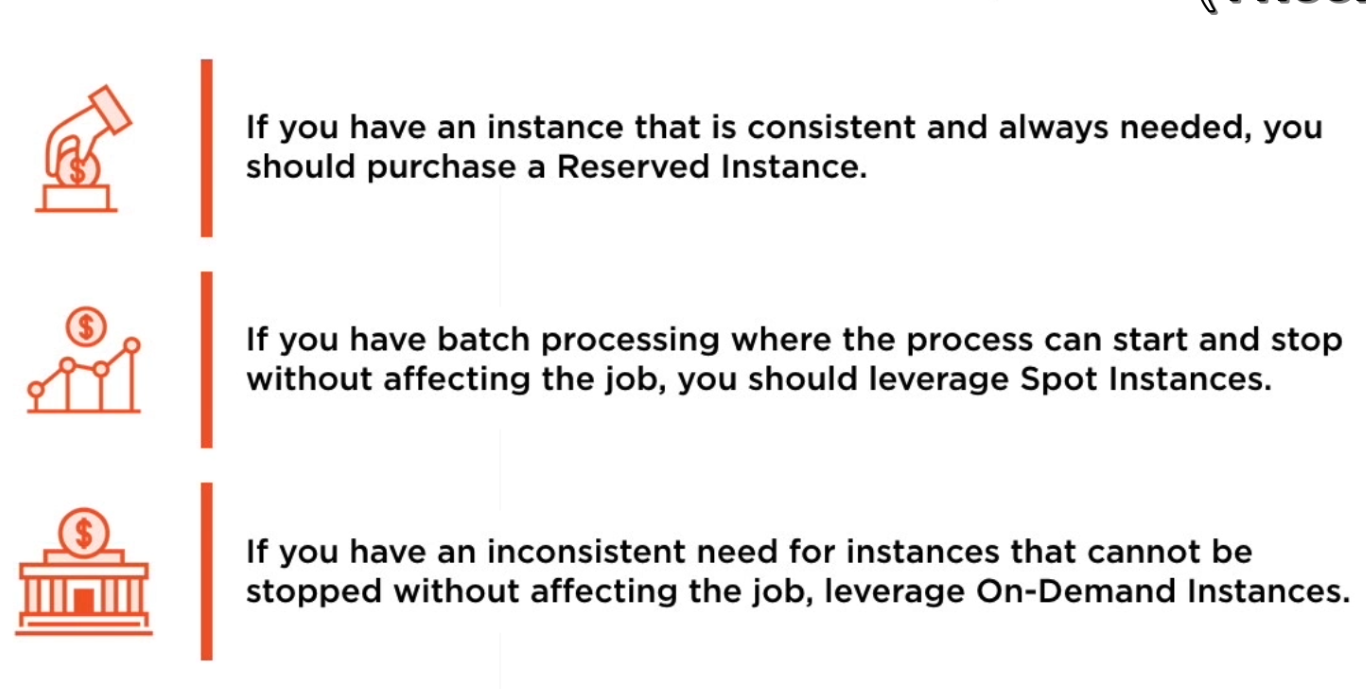 If you have an instance that is consistent and always needed, you
should purchase a Reserved Instance.
If you have batch processing where the process can start and stop
without affecting the job, you should leverage Spot Instances.
If you have an inconsistent need for instances that cannot be
stopped without affecting the job, leverage On-Demand Instances.